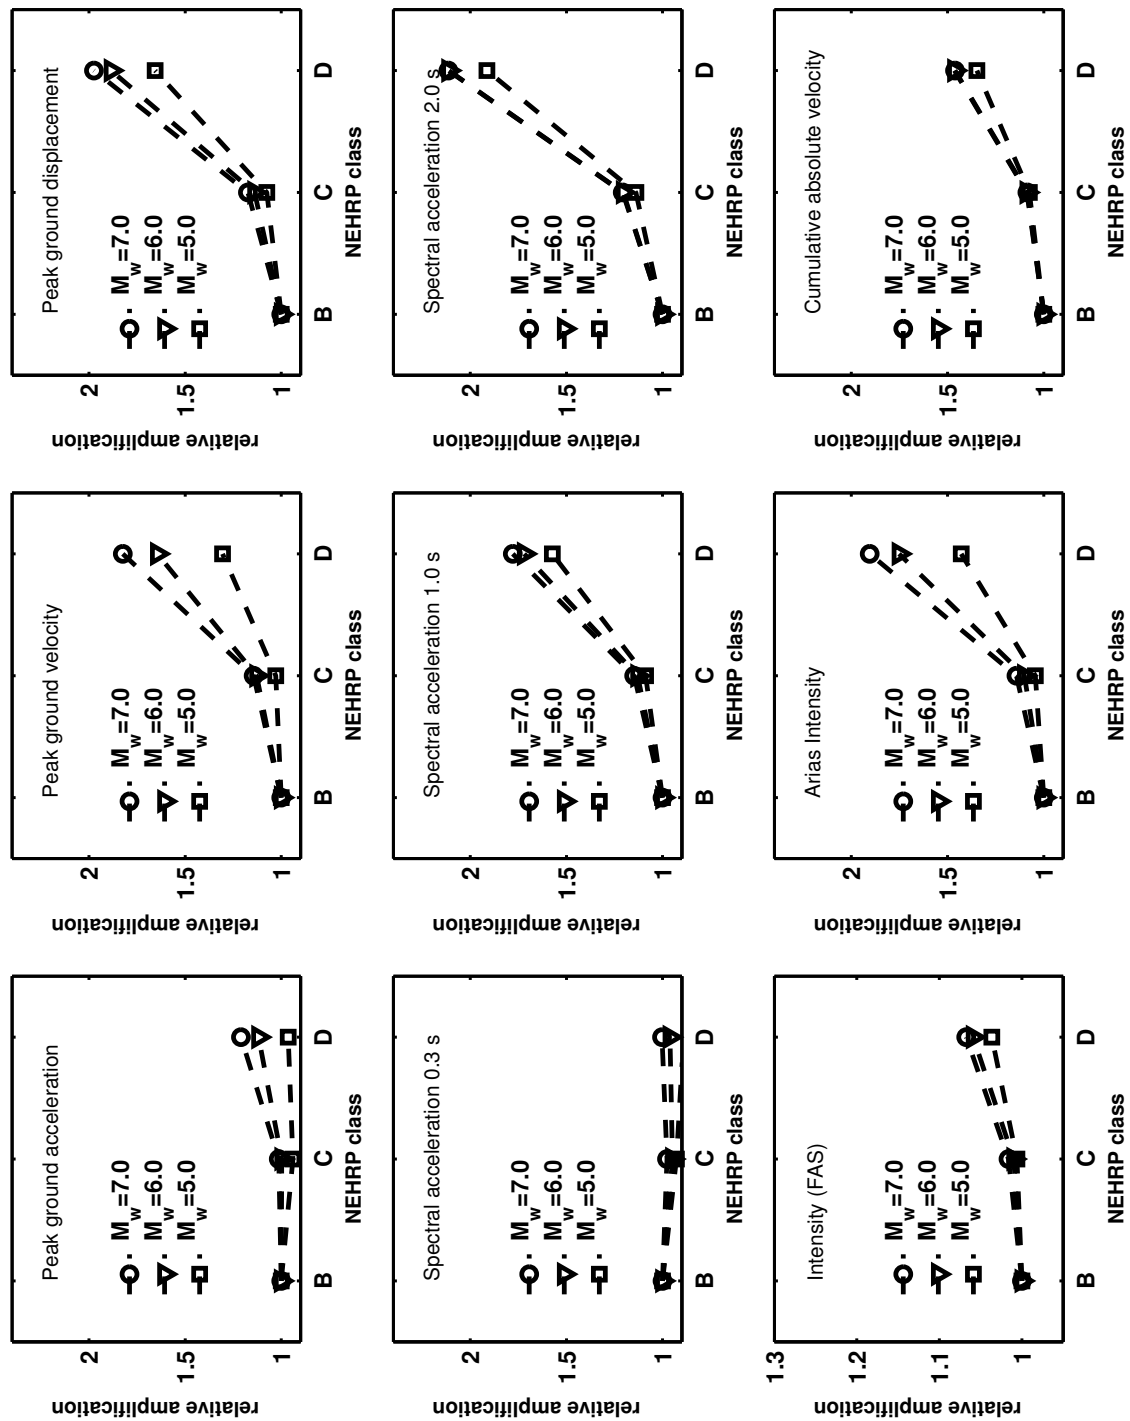 relative amplification
2
1.5
1
Peak ground acceleration
M_w=7.0
M_w=6.0
M_w=5.0
B C D
NEHRP class
relative amplification
2
1.5
1
Peak ground velocity
M_w=7.0
M_w=6.0
M_w=5.0
B C D
NEHRP class
relative amplification
2
1.5
1
Peak ground displacement
M_w=7.0
M_w=6.0
M_w=5.0
B C D
NEHRP class
relative amplification
2
1.5
1
Spectral acceleration 0.3 s
M_w=7.0
M_w=6.0
M_w=5.0
B C D
NEHRP class
relative amplification
2
1.5
1
Spectral acceleration 1.0 s
M_w=7.0
M_w=6.0
M_w=5.0
B C D
NEHRP class
relative amplification
2
1.5
1
Spectral acceleration 2.0 s
M_w=7.0
M_w=6.0
M_w=5.0
B C D
NEHRP class
relative amplification
1.3
1.2
1.1
1
Intensity (FAS)
M_w=7.0
M_w=6.0
M_w=5.0
B C D
NEHRP class
relative amplification
2
1.5
1
Arias Intensity
M_w=7.0
M_w=6.0
M_w=5.0
B C D
NEHRP class
relative amplification
2
1.5
1
Cumulative absolute velocity
M_w=7.0
M_w=6.0
M_w=5.0
B C D
NEHRP class